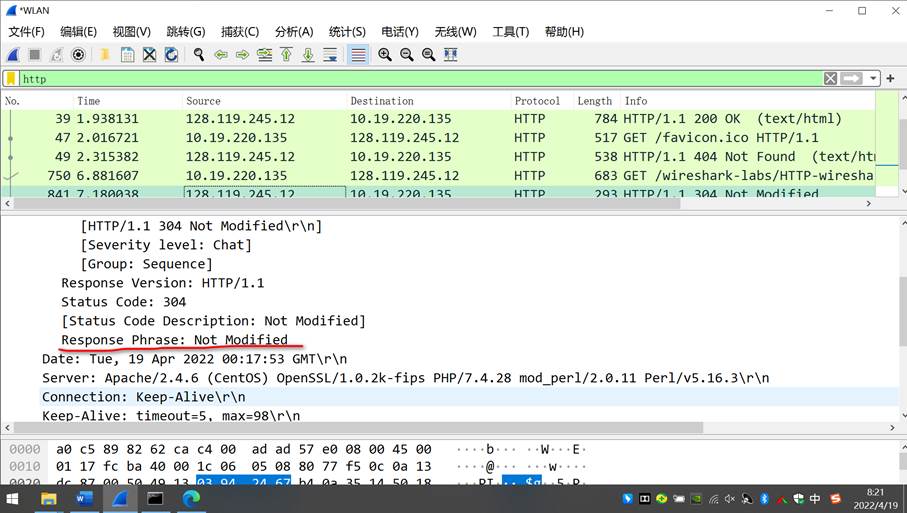 *WLAN
文件(F) 编辑(E) 视图(V) 跳转(G) 捕获(C) 分析(A) 统计(S) 电话(Y) 无线(W) 工具(T) 帮助(H)
http
No. Time Source Destination Protocol Length Info
39 1.938131 128.119.245.12 10.19.220.135 HTTP 784 HTTP/1.1 200 OK (text/html)
47 2.016721 10.19.220.135 128.119.245.12 HTTP 517 GET /favicon.ico HTTP/1.1
49 2.315382 128.119.245.12 10.19.220.135 HTTP 538 HTTP/1.1 404 Not Found (text/htm
750 6.881607 10.19.220.135 128.119.245.12 HTTP 683 GET /wireshark-labs/HTTP-wiresha
841 7.180038 128.119.245.12 10.19.220.135 HTTP 293 HTTP/1.1 304 Not Modified
[HTTP/1.1 304 Not Modified\r\n]
[Severity level: Chat]
[Group: Sequence]
Response Version: HTTP/1.1
Status Code: 304
[Status Code Description: Not Modified]
Response Phrase: Not Modified
Date: Tue, 19 Apr 2022 00:17:53 GMT\r\n
Server: Apache/2.4.6 (CentOS) OpenSSL/1.0.2k-fips PHP/7.4.28 mod_perl/2.0.11 Perl/v5.16.3\r\n
Connection: Keep-Alive\r\n
Keep-Alive: timeout=5, max=98\r\n
0000 a0 c5 89 82 62 ca c4 00 ad ad 57 e0 08 00 45 00 ····b··· ··W···E·
0010 01 17 fc ba 40 00 1c 06 05 08 80 77 f5 0c 0a 13 ····@··· ···w····
0020 dc 87 00 50 49 13 03 94 24 67 b4 0a 35 14 50 18
中
8:21
2022/4/19